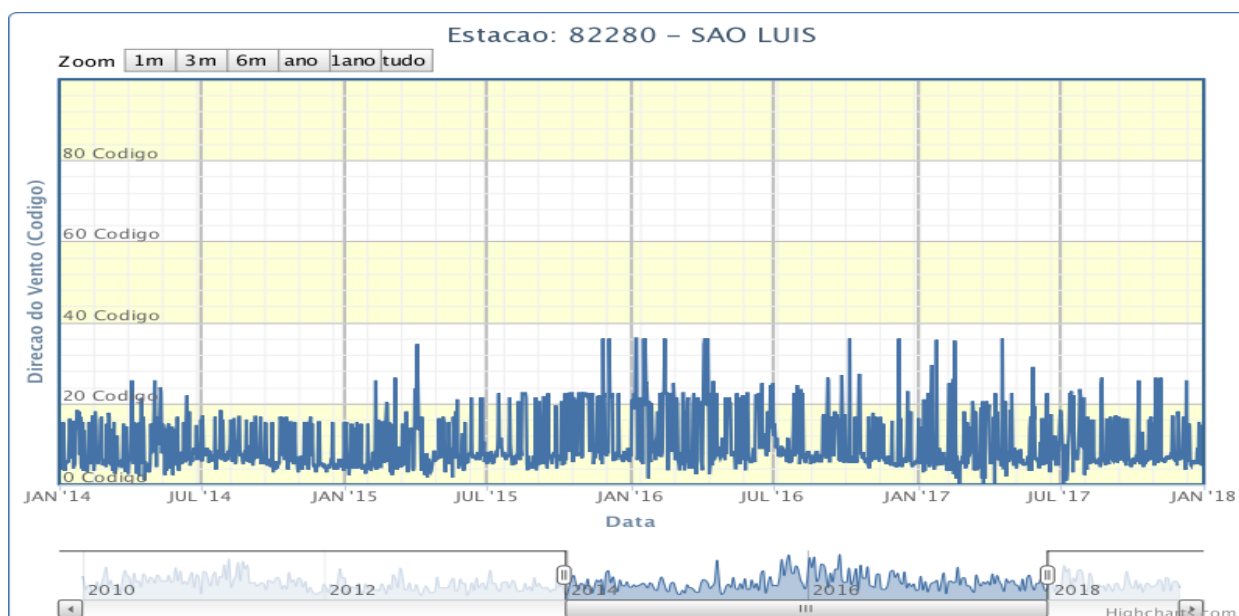 Estacao: 82280 – SAO LUIS
Zoom 1m 3m 6m ano 1ano tudo
Direcao do Vento (Codigo)
80 Codigo
60 Codigo
40 Codigo
20 Codigo
0 Codigo
JAN'14 JUL'14 JAN'15 JUL'15 JAN'16 JUL'16 JAN'17 JUL'17 JAN'18
Data
2010 2012 2014 2016 2018
Highcharts.com